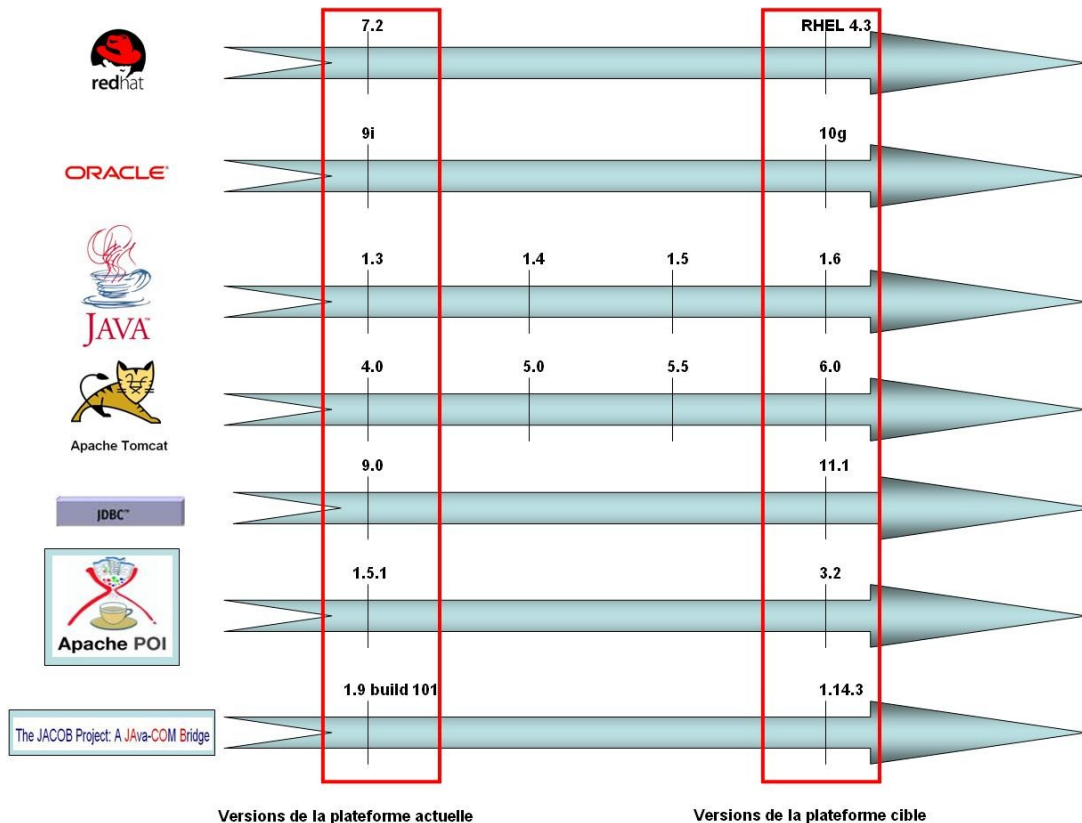 7.2 RHEL 4.3
redhat
9i 10g
ORACLE®
1.3 1.4 1.5 1.6
JAVA™
4.0 5.0 5.5 6.0
Apache Tomcat
9.0 11.1
JDBC™
1.5.1 3.2
Apache POI
1.9 build 101 1.14.3
The JACOB Project: A JAva-COM Bridge
Versions de la plateforme actuelle Versions de la plateforme cible